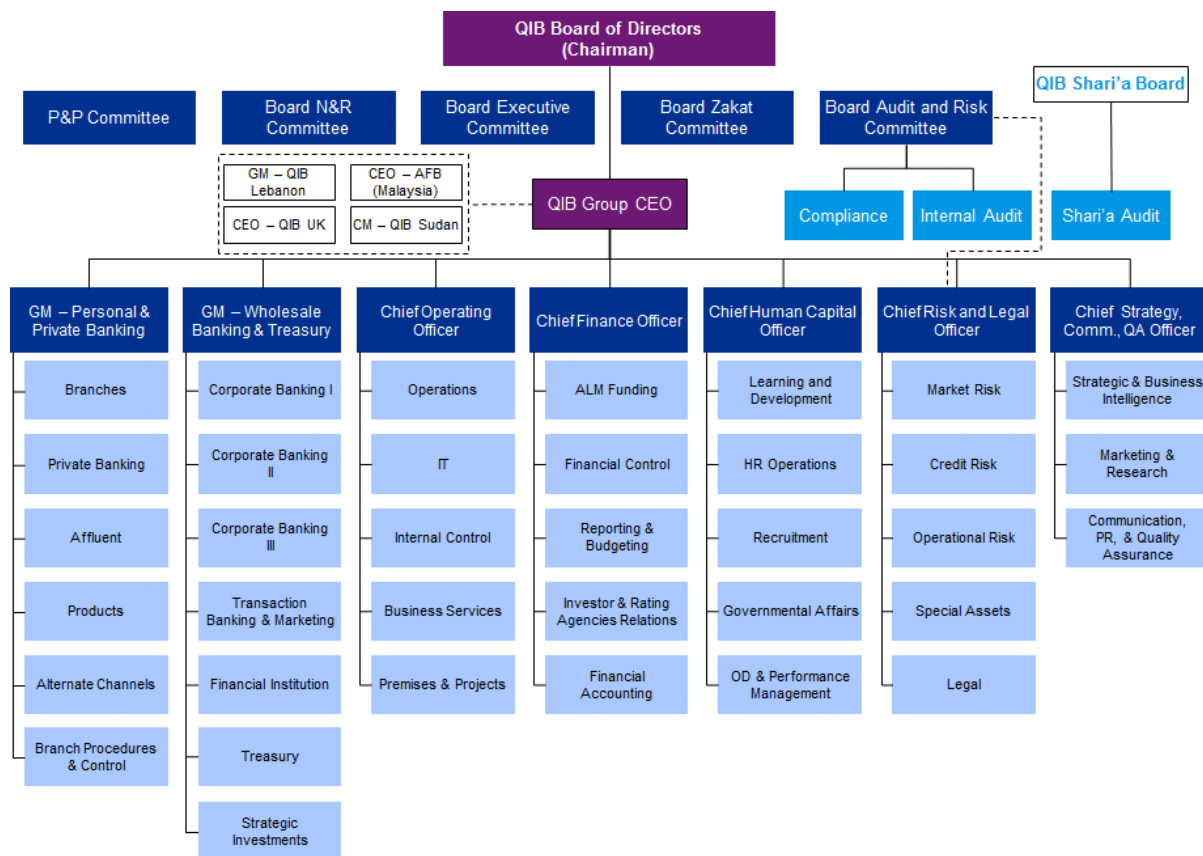 QIB Board of Directors
(Chairman)
QIB Shari'a Board
P&P Committee
Board N&R
Committee
Board Executive
Committee
Board Zakat
Committee
Board Audit and Risk
Committee
GM – QIB
Lebanon
CEO – AFB
(Malaysia)
CEO – QIB UK
CM – QIB Sudan
QIB Group CEO
Compliance
Internal Audit
Shari'a Audit
GM – Personal &
Private Banking
Branches
Private Banking
Affluent
Products
Alternate Channels
Branch Procedures
& Control
GM – Wholesale
Banking & Treasury
Corporate Banking I
Corporate Banking
II
Corporate Banking
III
Transaction
Banking & Marketing
Financial Institution
Treasury
Strategic
Investments
Chief Operating
Officer
Operations
IT
Internal Control
Business Services
Premises & Projects
Chief Finance Officer
ALM Funding
Financial Control
Reporting &
Budgeting
Investor & Rating
Agencies Relations
Financial
Accounting
Chief Human Capital
Officer
Learning and
Development
HR Operations
Recruitment
Governmental Affairs
OD & Performance
Management
Chief Risk and Legal
Officer
Market Risk
Credit Risk
Operational Risk
Special Assets
Legal
Chief Strategy,
Comm., QA Officer
Strategic & Business
Intelligence
Marketing &
Research
Communication,
PR, & Quality
Assurance